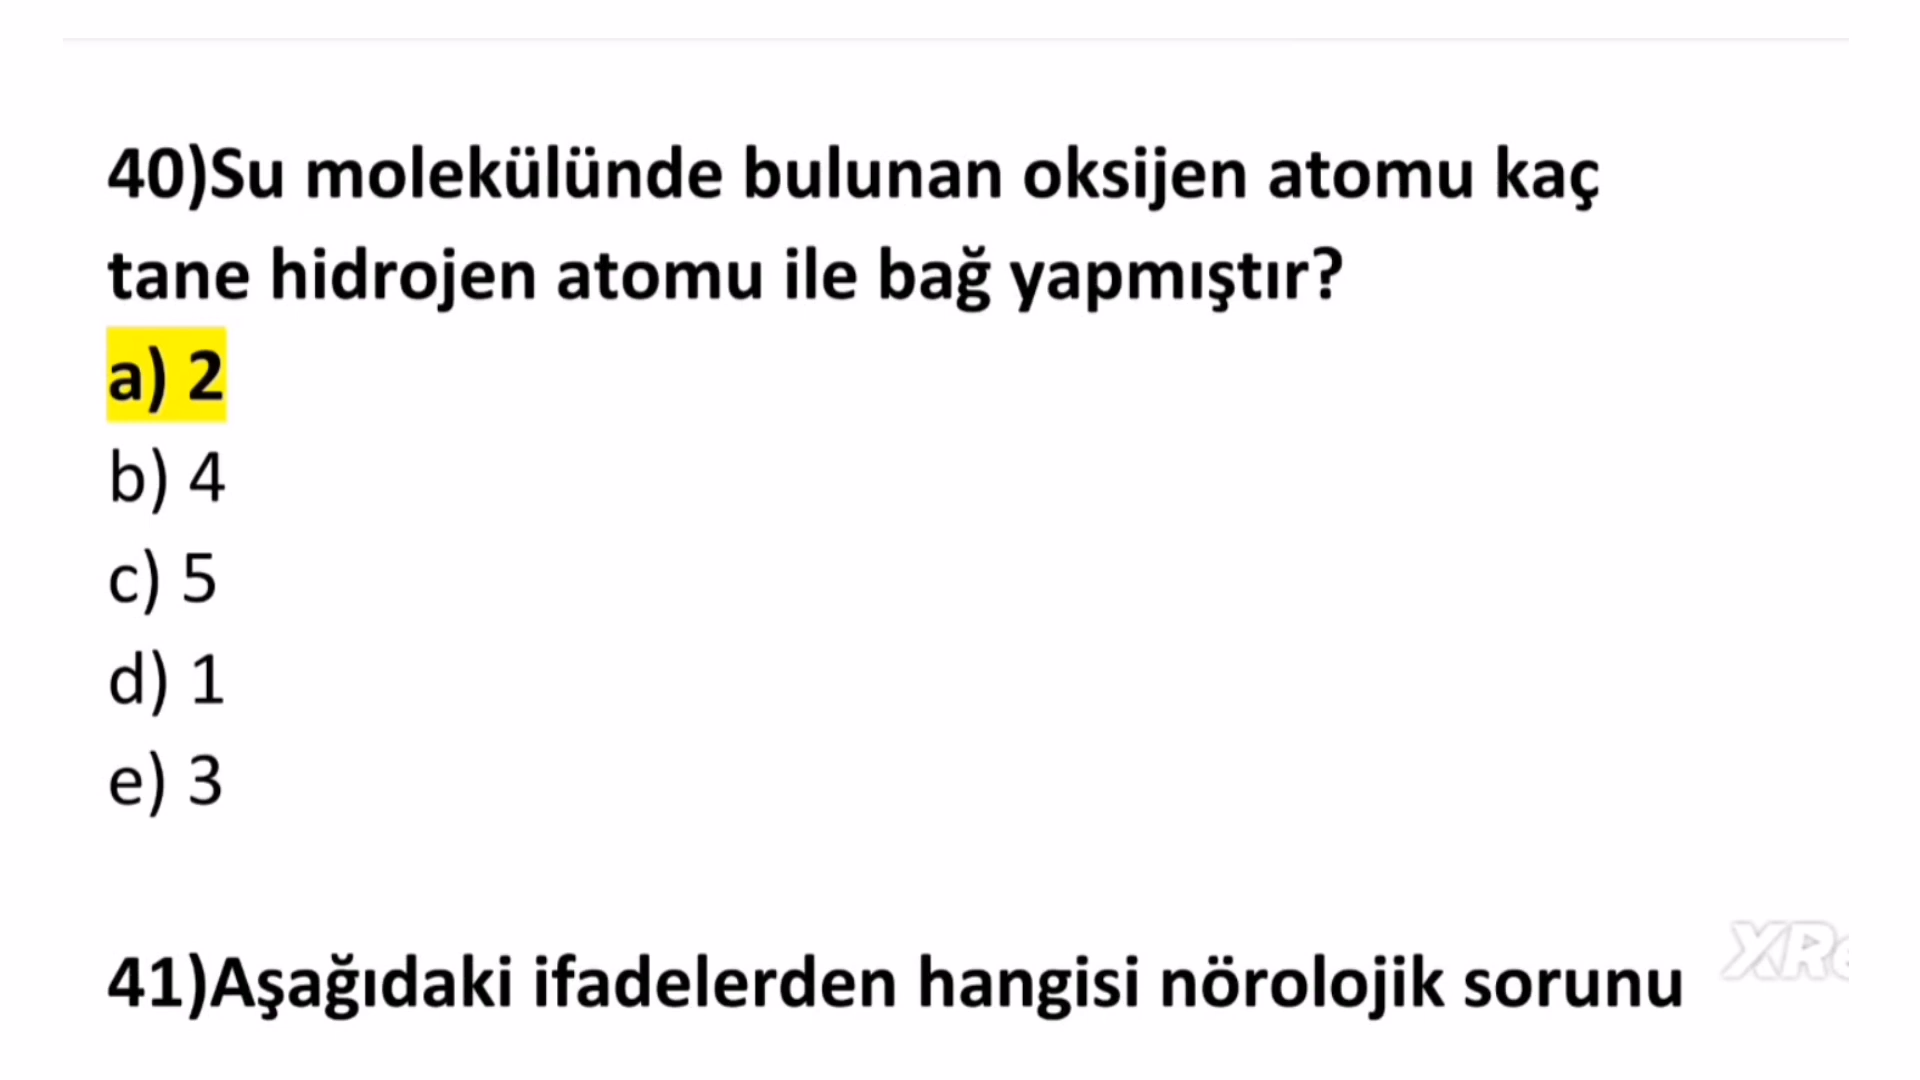 40)Su molekülünde bulunan oksijen atomu kaç
tane hidrojen atomu ile bağ yapmıştır?
a) 2
b) 4
c) 5
d) 1
e) 3
41)Aşağıdaki ifadelerden hangisi nörolojik sorunu